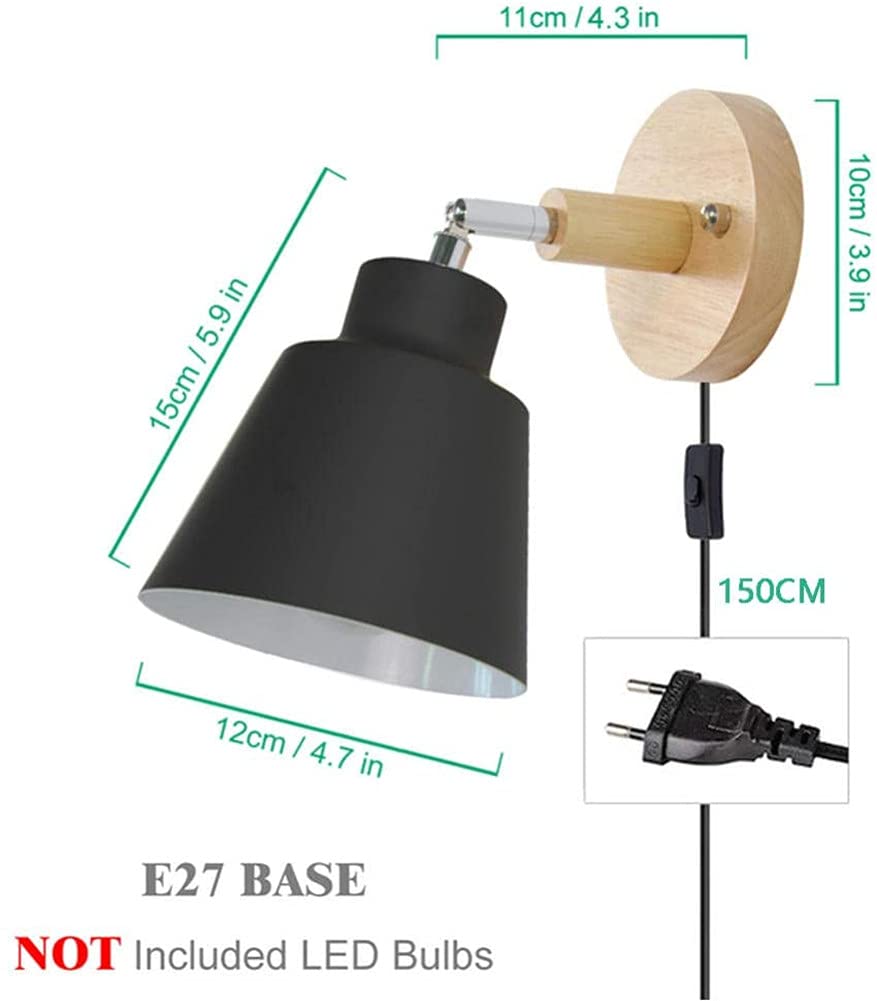 11cm / 4.3 in
10cm / 3.9 in
15cm / 5.9 in
150CM
12cm / 4.7 in
E27 BASE
NOT Included LED Bulbs